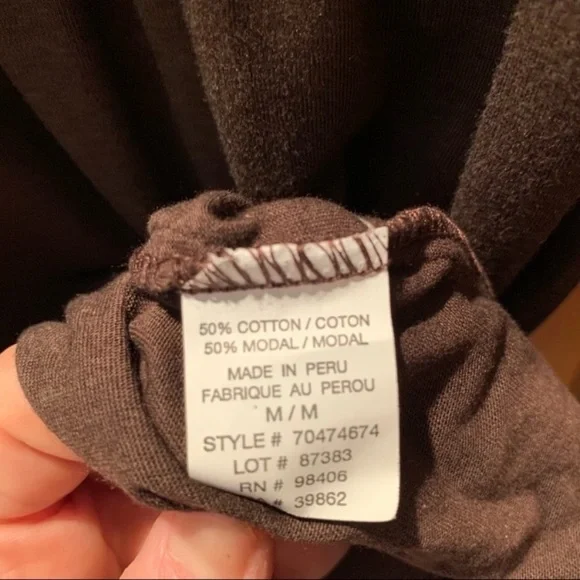 50% COTTON / COTON
50% MODAL / MODAL
MADE IN PERU
FABRIQUE AU PEROU
M / M
STYLE # 70474674
LOT # 87383
RN # 98406
# 39862